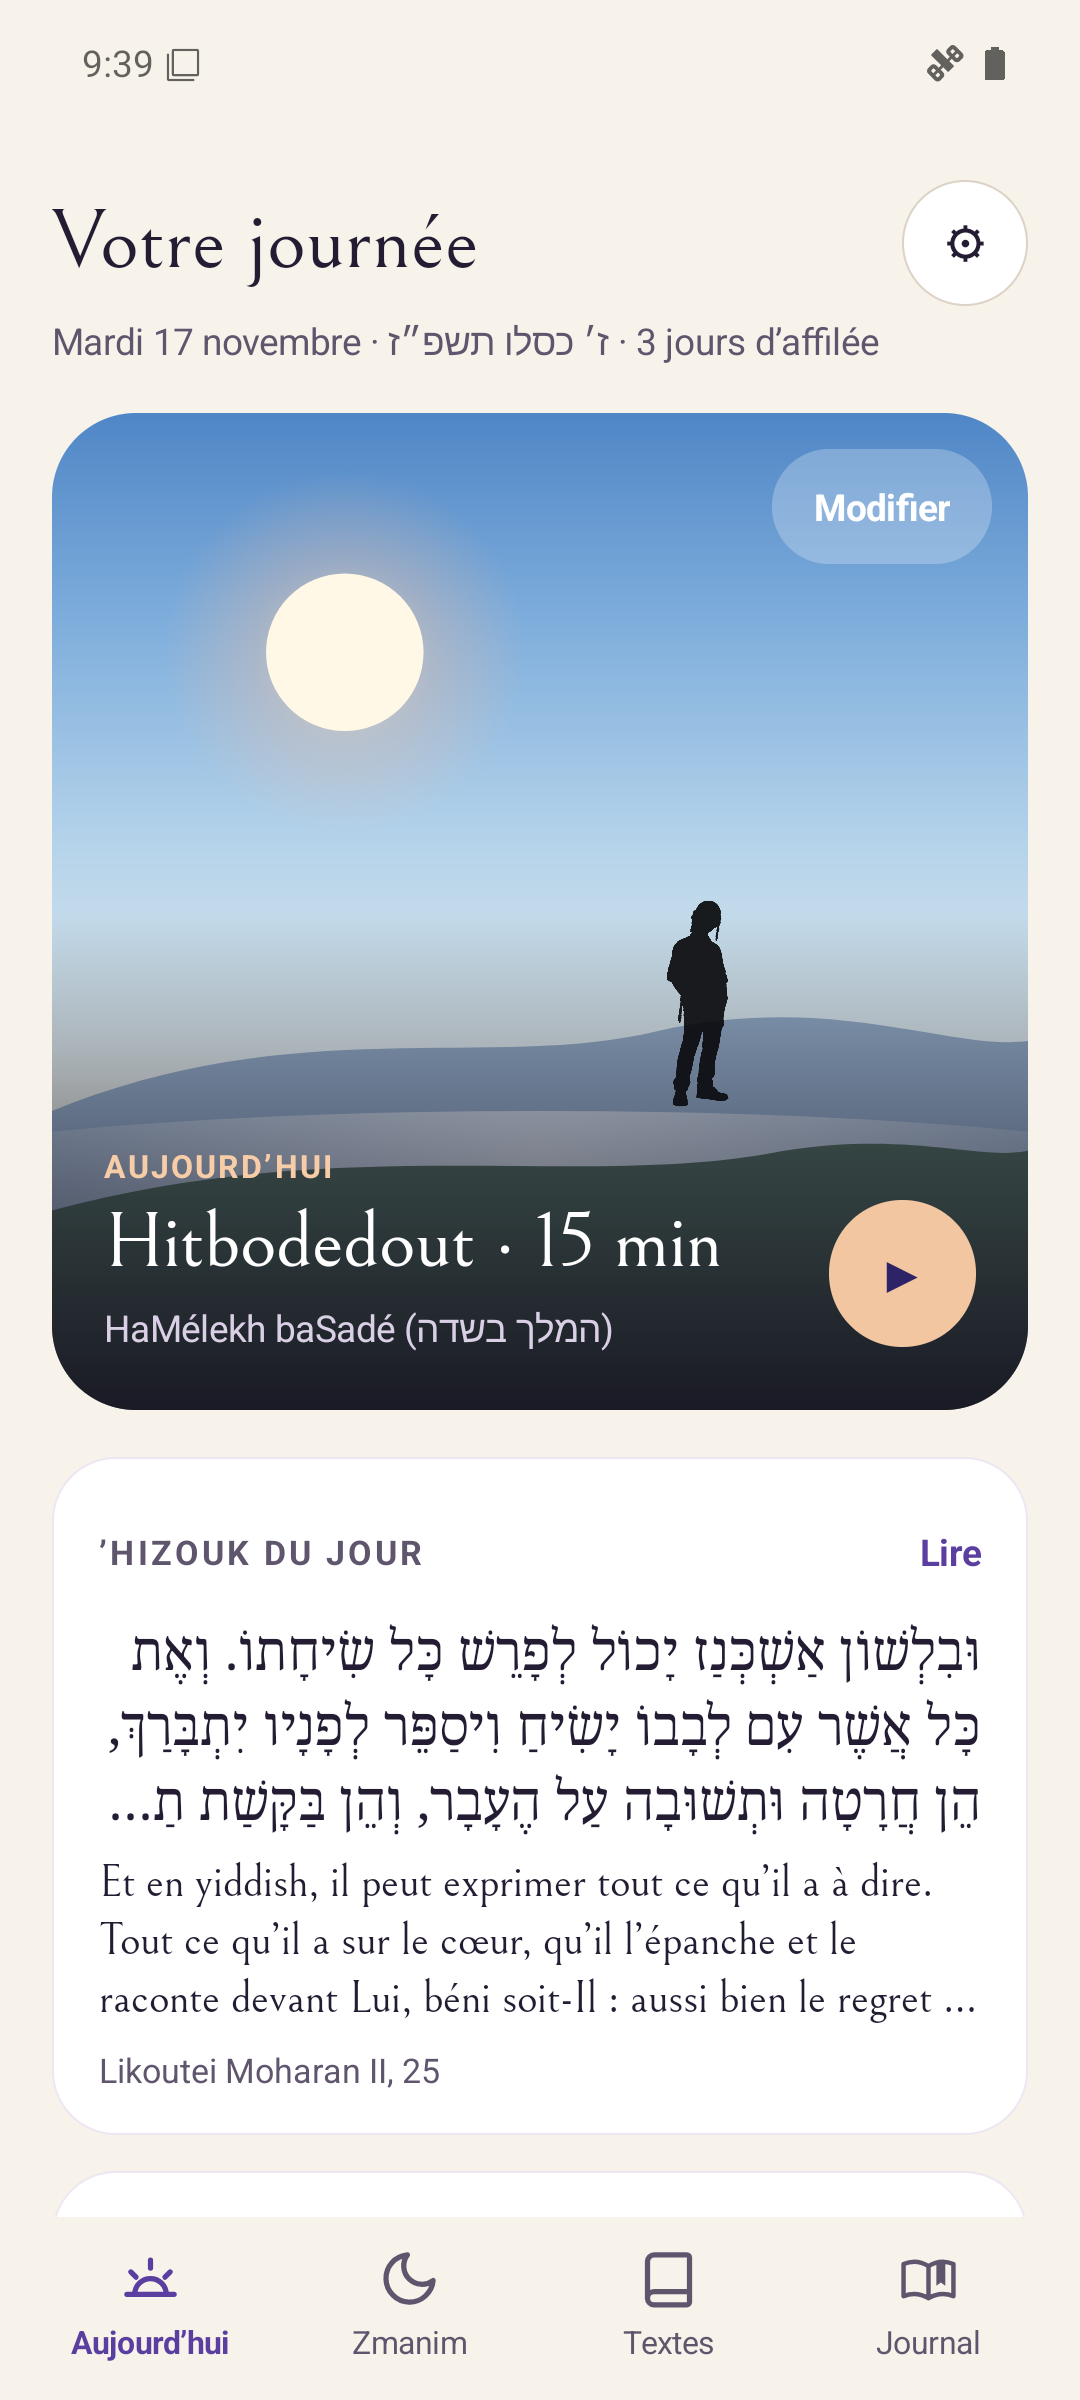 9:39
Votre journée
Mardi 17 novembre · ז׳ כסלו תשפ״ז · 3 jours d’affilée
Modifier
AUJOURD’HUI
Hitbodedout · 15 min
HaMélekh baSadé (המלך בשדה)
’HIZOUK DU JOUR
Lire
וּבִלְשׁוֹן אַשְׁכְּנַז יָכוֹל לְפָרֵשׁ כָּל שִׂיחָתוֹ. וְאֶת
כָּל אֲשֶׁר עִם לְבָבוֹ יָשִׂיחַ וִיסַפֵּר לְפָנָיו יִתְבָּרַךְ,
הֵן חֲרָטָה וּתְשׁוּבָה עַל הֶעָבָר, וְהֵן בַּקָּשַׁת תַ...
Et en yiddish, il peut exprimer tout ce qu’il a à dire.
Tout ce qu’il a sur le cœur, qu’il l’épanche et le
raconte devant Lui, béni soit-Il : aussi bien le regret ...
Likoutei Moharan II, 25
Aujourd’hui
Zmanim
Textes
Journal